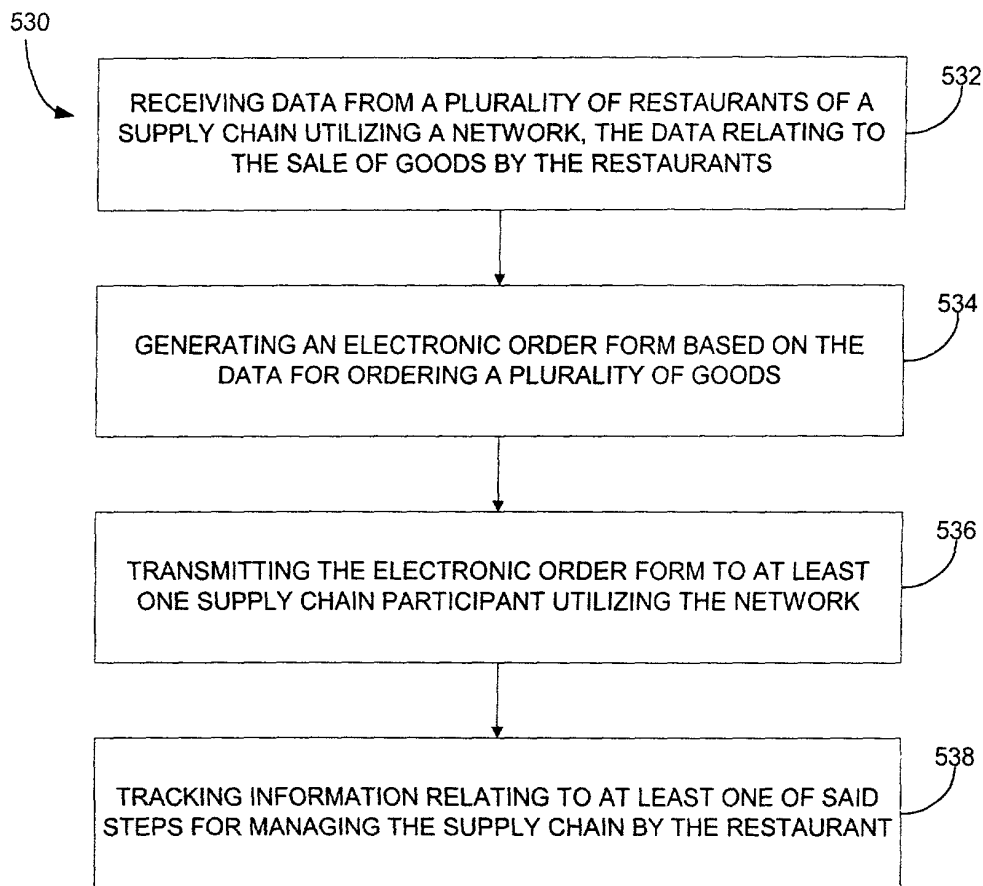 530
532
RECEIVING DATA FROM A PLURALITY OF RESTAURANTS OF A
SUPPLY CHAIN UTILIZING A NETWORK, THE DATA RELATING TO
THE SALE OF GOODS BY THE RESTAURANTS
534
GENERATING AN ELECTRONIC ORDER FORM BASED ON THE
DATA FOR ORDERING A PLURALITY OF GOODS
536
TRANSMITTING THE ELECTRONIC ORDER FORM TO AT LEAST
ONE SUPPLY CHAIN PARTICIPANT UTILIZING THE NETWORK
538
TRACKING INFORMATION RELATING TO AT LEAST ONE OF SAID
STEPS FOR MANAGING THE SUPPLY CHAIN BY THE RESTAURANT